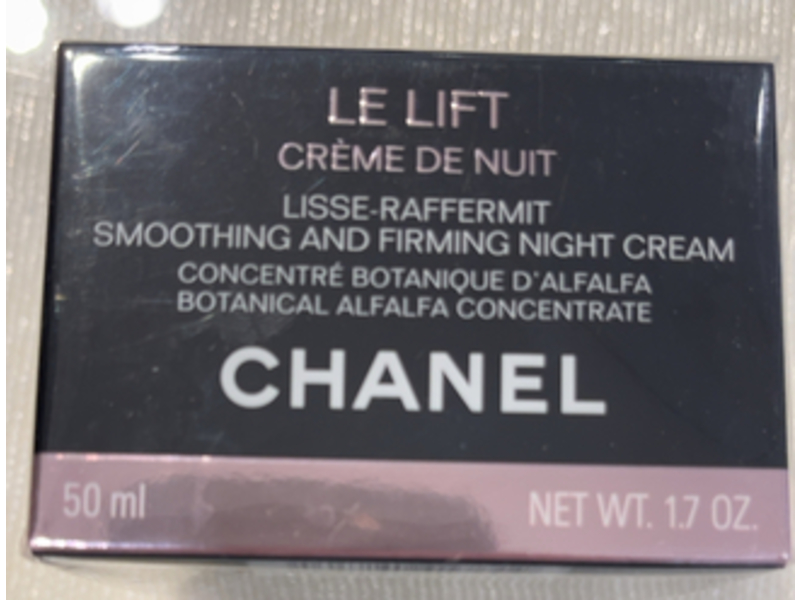 LE LIFT
CRÈME DE NUIT
LISSE-RAFFERMIT
SMOOTHING AND FIRMING NIGHT CREAM
CONCENTRÉ BOTANIQUE D'ALFALFA
BOTANICAL ALFALFA CONCENTRATE
CHANEL
50 ml NET WT. 1.7 OZ.